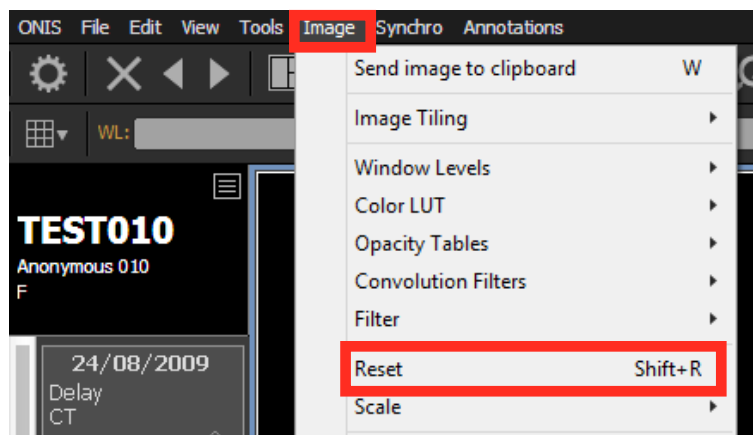 ONIS File Edit View Tools Image Synchro Annotations
Send image to clipboard W
Image Tiling
WL:
Window Levels
Color LUT
Opacity Tables
Convolution Filters
Filter
Reset Shift+R
Scale
TEST010
Anonymous 010
F
24/08/2009
Delay
CT